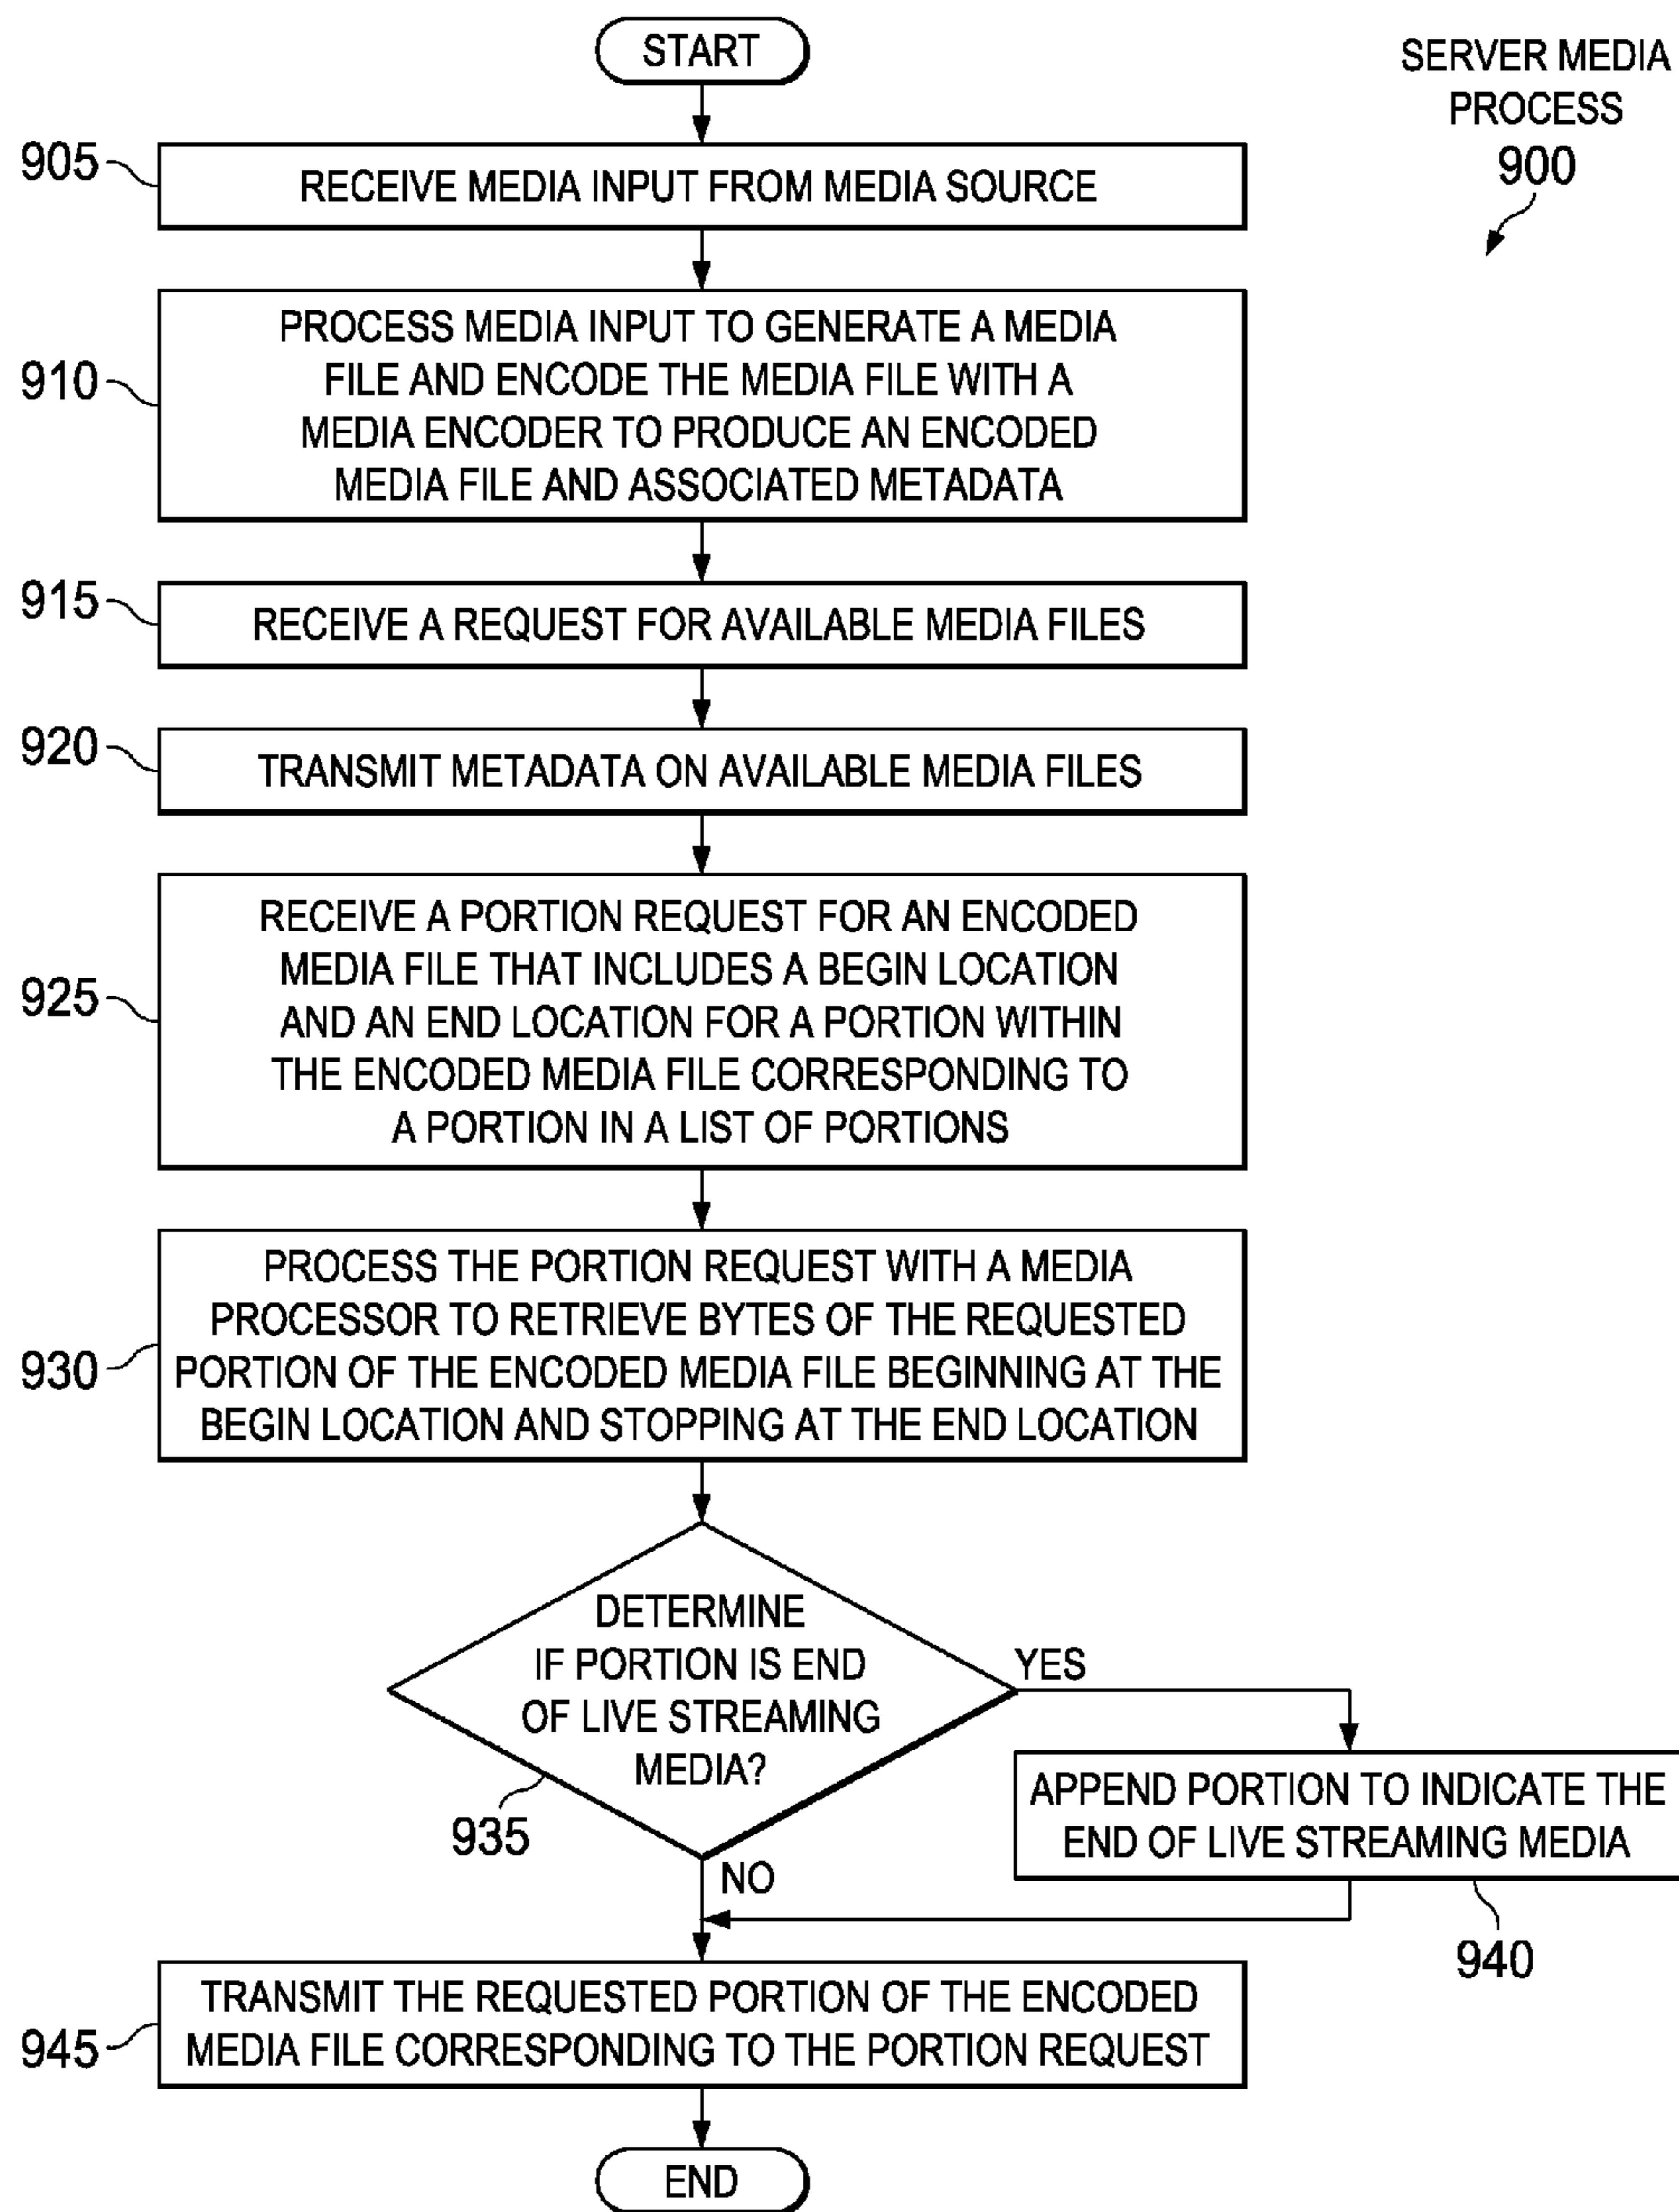 START
SERVER MEDIA
PROCESS
900
905
RECEIVE MEDIA INPUT FROM MEDIA SOURCE
910
PROCESS MEDIA INPUT TO GENERATE A MEDIA
FILE AND ENCODE THE MEDIA FILE WITH A
MEDIA ENCODER TO PRODUCE AN ENCODED
MEDIA FILE AND ASSOCIATED METADATA
915
RECEIVE A REQUEST FOR AVAILABLE MEDIA FILES
920
TRANSMIT METADATA ON AVAILABLE MEDIA FILES
925
RECEIVE A PORTION REQUEST FOR AN ENCODED
MEDIA FILE THAT INCLUDES A BEGIN LOCATION
AND AN END LOCATION FOR A PORTION WITHIN
THE ENCODED MEDIA FILE CORRESPONDING TO
A PORTION IN A LIST OF PORTIONS
930
PROCESS THE PORTION REQUEST WITH A MEDIA
PROCESSOR TO RETRIEVE BYTES OF THE REQUESTED
PORTION OF THE ENCODED MEDIA FILE BEGINNING AT THE
BEGIN LOCATION AND STOPPING AT THE END LOCATION
DETERMINE
IF PORTION IS END
OF LIVE STREAMING
MEDIA?
935
YES
NO
APPEND PORTION TO INDICATE THE
END OF LIVE STREAMING MEDIA
940
945
TRANSMIT THE REQUESTED PORTION OF THE ENCODED
MEDIA FILE CORRESPONDING TO THE PORTION REQUEST
END